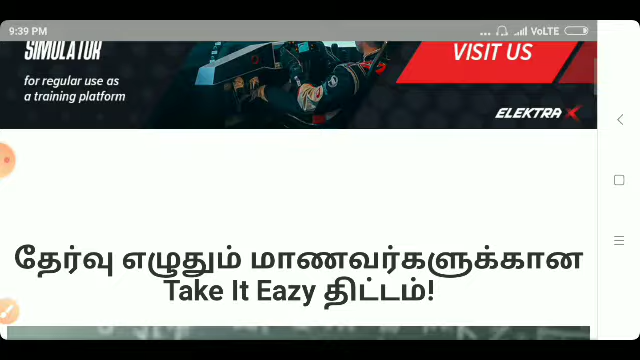 9:39 PM
... VoLTE
SIMULATOR
for regular use as
a training platform
VISIT US
ELEKTRA X
தேர்வு எழுதும் மாணவர்களுக்கான
Take It Eazy திட்டம்!